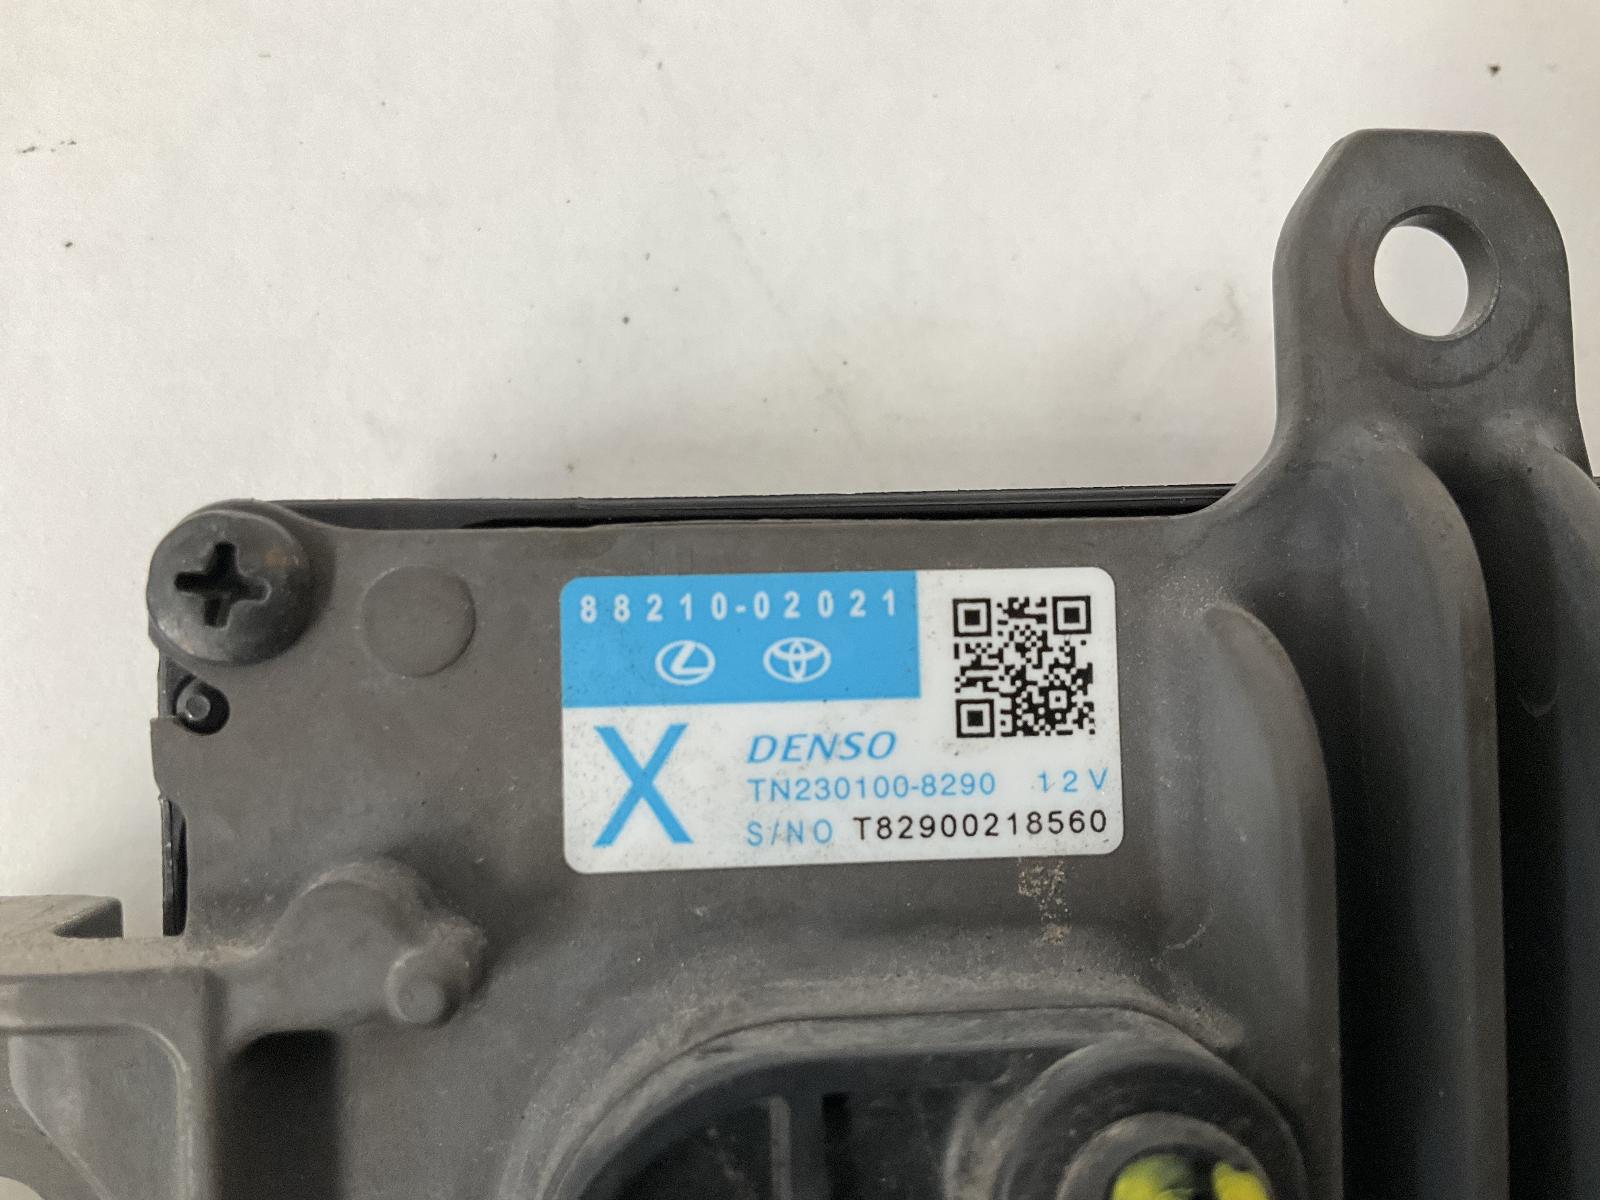 88210-02021
X
DENSO
TN230100-8290 12V
S/NO T82900218560